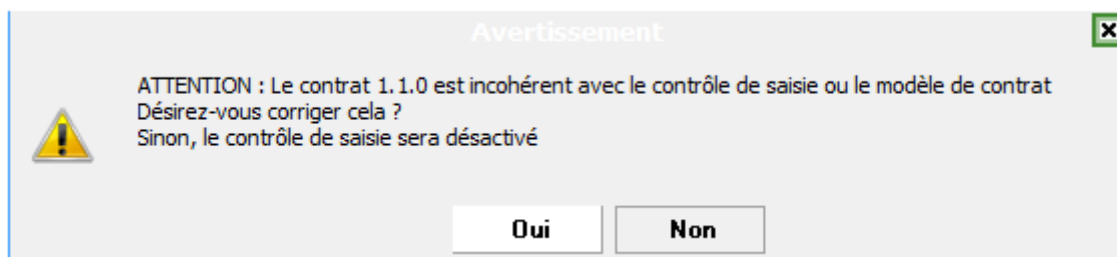 Avertissement
ATTENTION : Le contrat 1.1.0 est incohérent avec le contrôle de saisie ou le modèle de contrat
Désirez-vous corriger cela ?
Sinon, le contrôle de saisie sera désactivé
Oui
Non